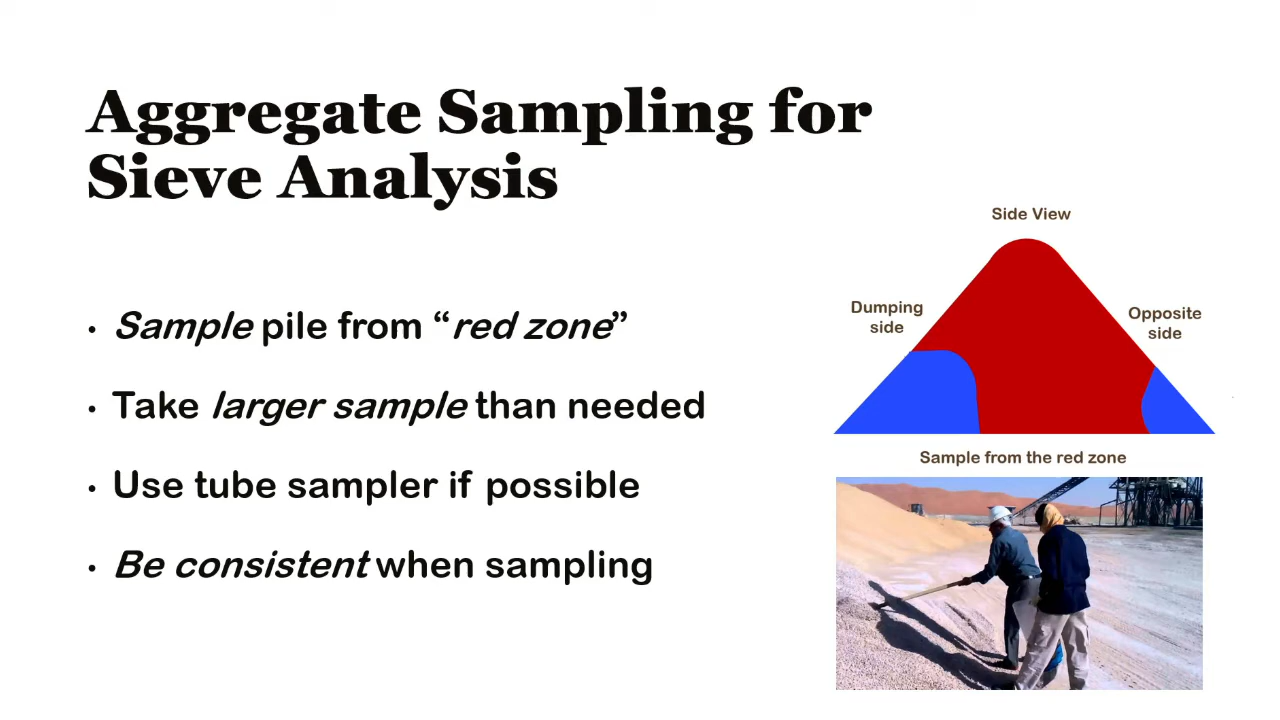 Aggregate Sampling for
Sieve Analysis
• Sample pile from “red zone”
• Take larger sample than needed
• Use tube sampler if possible
• Be consistent when sampling
Side View
Dumping
side
Opposite
side
Sample from the red zone